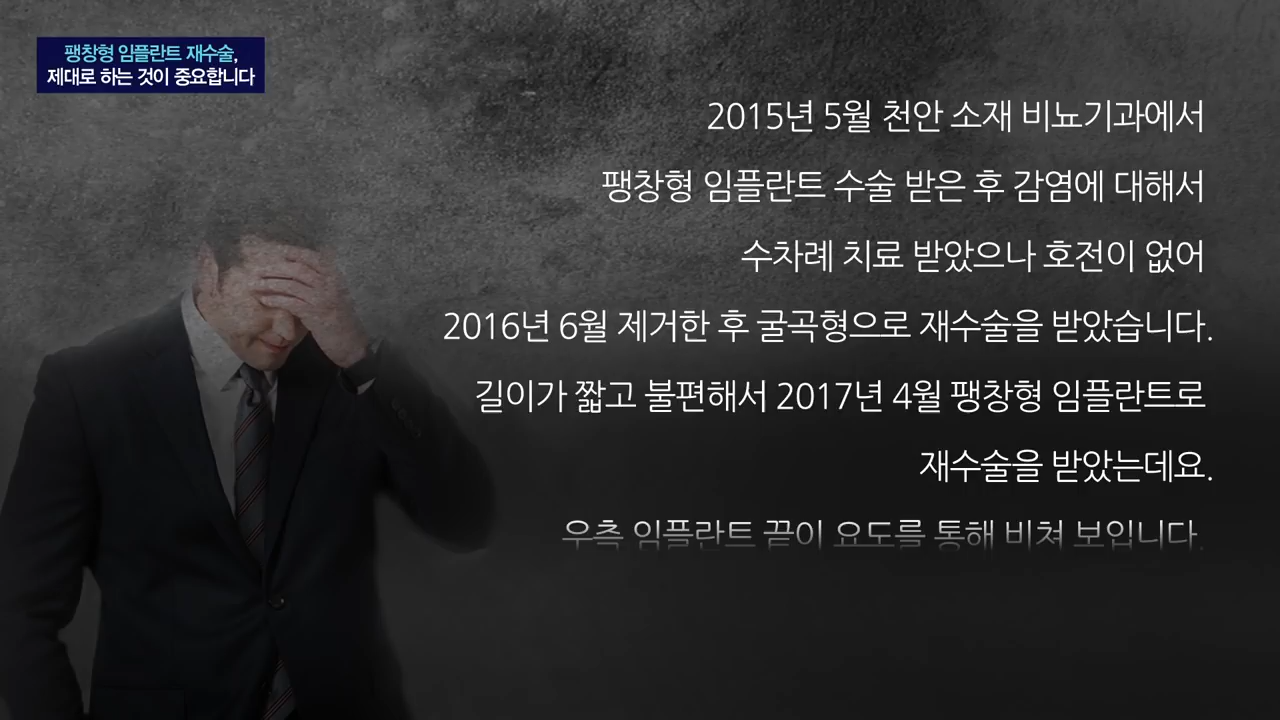 팽창형 임플란트 재수술,
제대로 하는 것이 중요합니다
2015년 5월 천안 소재 비뇨기과에서
팽창형 임플란트 수술 받은 후 감염에 대해서
수차례 치료 받았으나 호전이 없어
2016년 6월 제거한 후 굴곡형으로 재수술을 받았습니다.
길이가 짧고 불편해서 2017년 4월 팽창형 임플란트로
재수술을 받았는데요.
우측 임플란트 끝이 요도를 통해 비쳐 보입니다.